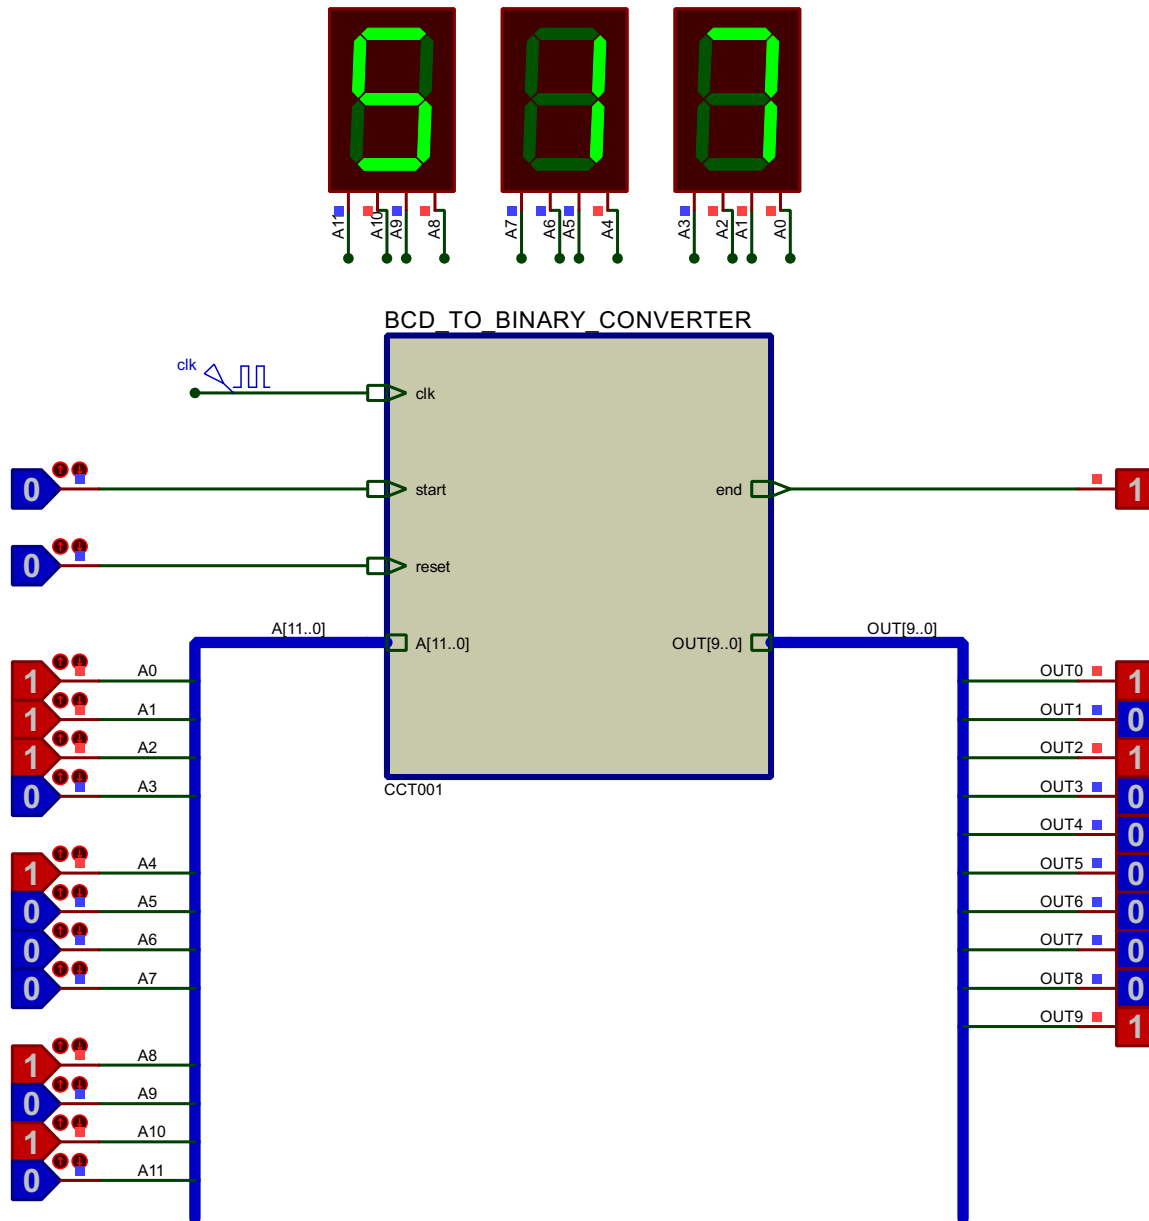 517
A11 A10 A9 A8 A7 A6 A5 A4 A3 A2 A1 A0
BCD_TO_BINARY_CONVERTER
clk
clk
0
start
end
1
0
reset
A[11..0]
OUT[9..0]
A[11..0]
OUT[9..0]
1 A0
OUT0 1
1 A1
OUT1 0
1 A2
OUT2 1
0 A3
OUT3 0
CCT001
OUT4 0
1 A4
OUT5 0
0 A5
OUT6 0
0 A6
OUT7 0
0 A7
OUT8 0
OUT9 1
1 A8
0 A9
1 A10
0 A11